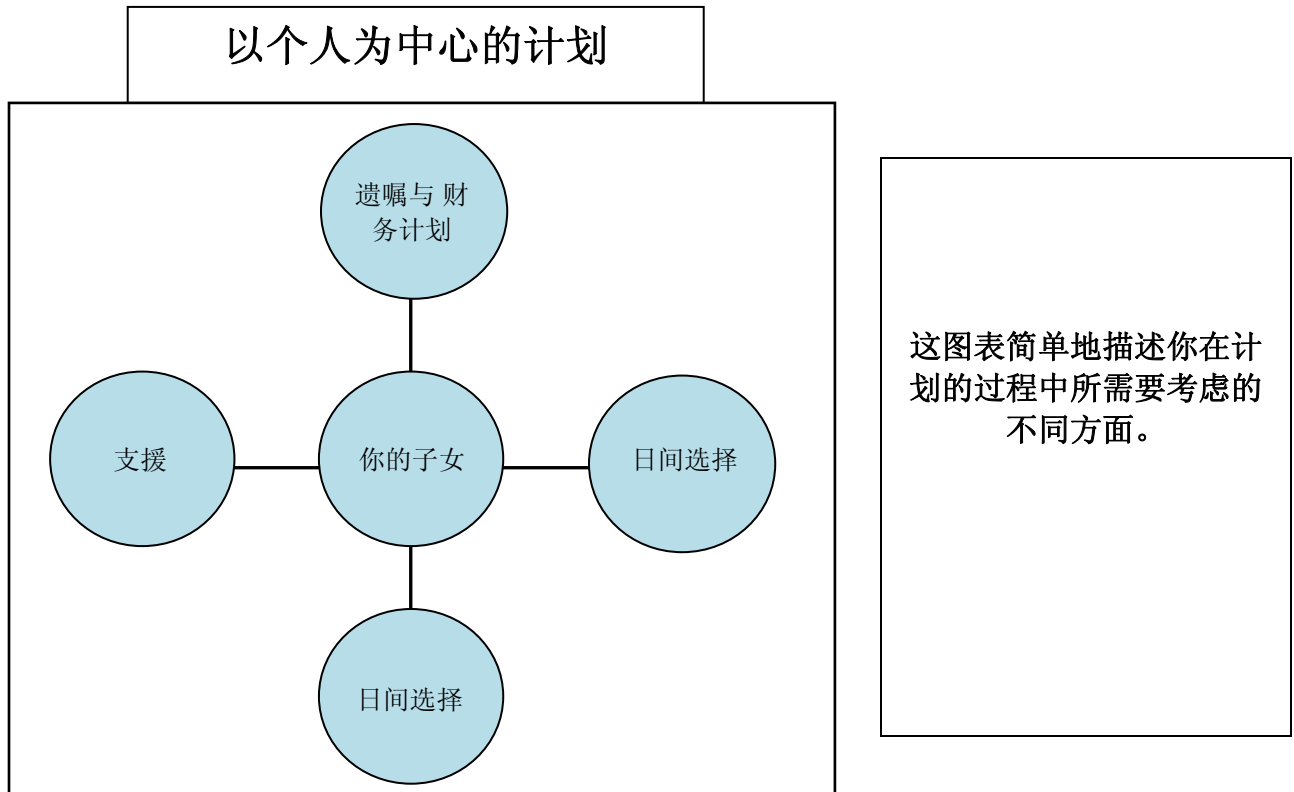 以个人为中心的计划
遗嘱与 财
务计划
支援
你的子女
日间选择
日间选择
这图表简单地描述你在计
划的过程中所需要考虑的
不同方面。